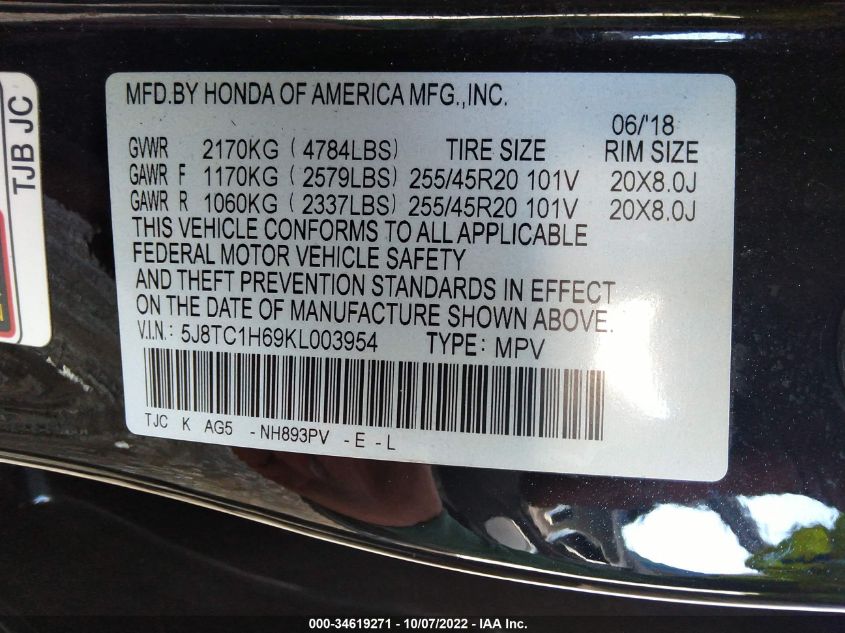 TJB JC
MFD.BY HONDA OF AMERICA MFG.,INC.
06/'18
GVWR 2170KG ( 4784LBS) TIRE SIZE RIM SIZE
GAWR F 1170KG ( 2579LBS) 255/45R20 101V 20X8.0J
GAWR R 1060KG ( 2337LBS) 255/45R20 101V 20X8.0J
THIS VEHICLE CONFORMS TO ALL APPLICABLE
FEDERAL MOTOR VEHICLE SAFETY
AND THEFT PREVENTION STANDARDS IN EFFECT
ON THE DATE OF MANUFACTURE SHOWN ABOVE.
V.I.N.: 5J8TC1H69KL003954 TYPE: MPV
TJC K AG5 -NH893PV -E -L
000-34619271 - 10/07/2022 - IAA Inc.